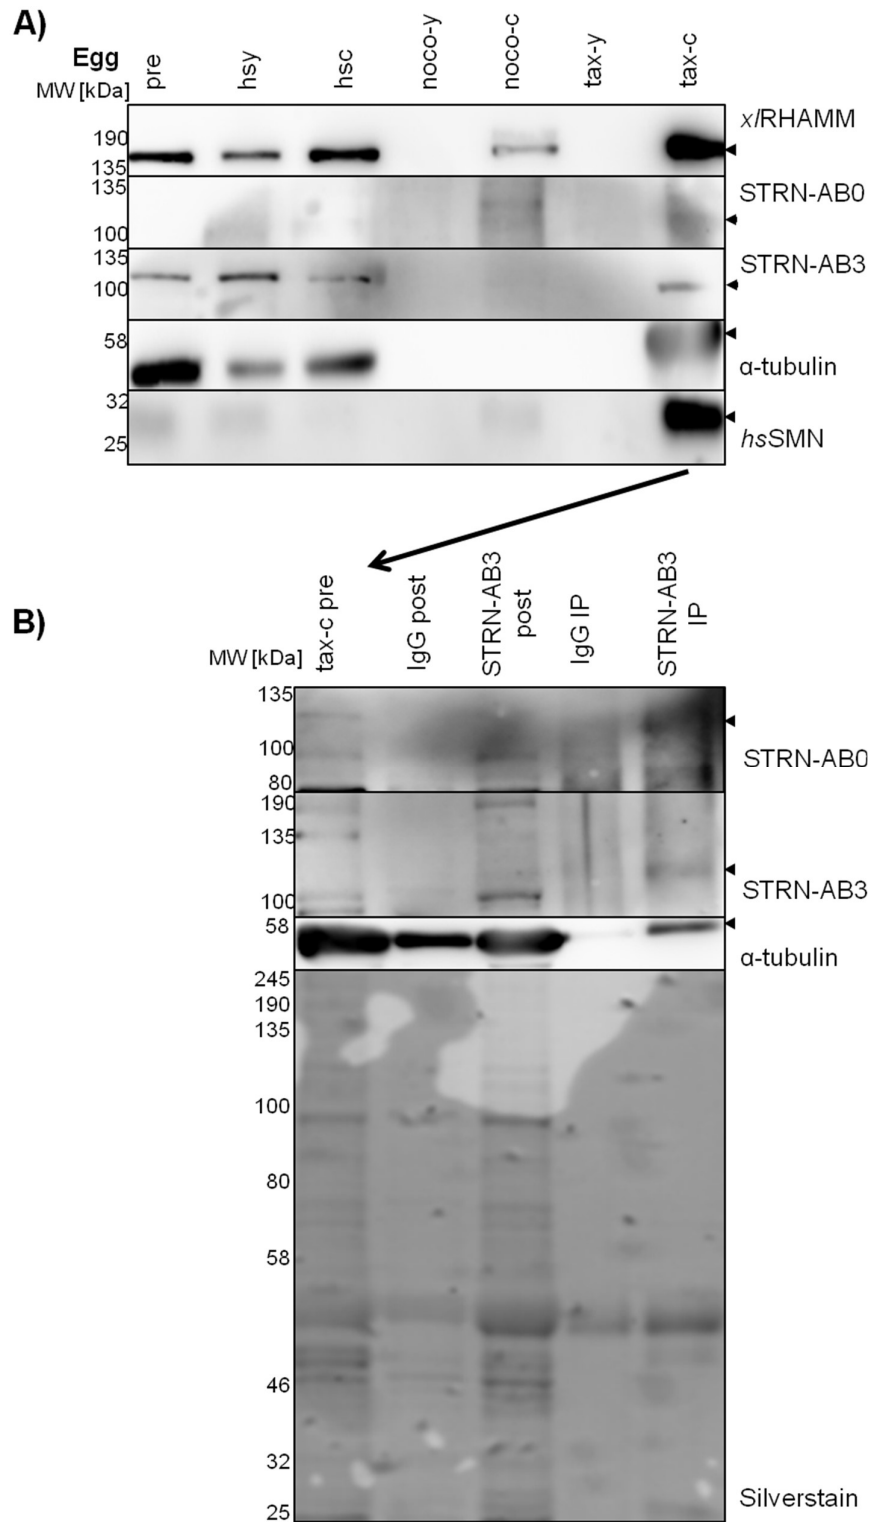 A)
Egg
MW [kDa]
pre
hsy
hsc
noco-y
noco-c
tax-y
tax-c
190
135
xlRHAMM
135
100
STRN-AB0
135
100
STRN-AB3
58
α-tubulin
32
25
hsSMN
B)
MW [kDa]
tax-c pre
IgG post
STRN-AB3
post
IgG IP
STRN-AB3
IP
135
100
80
STRN-AB0
190
135
100
STRN-AB3
58
α-tubulin
245
190
135
100
80
58
46
32
25
Silverstain